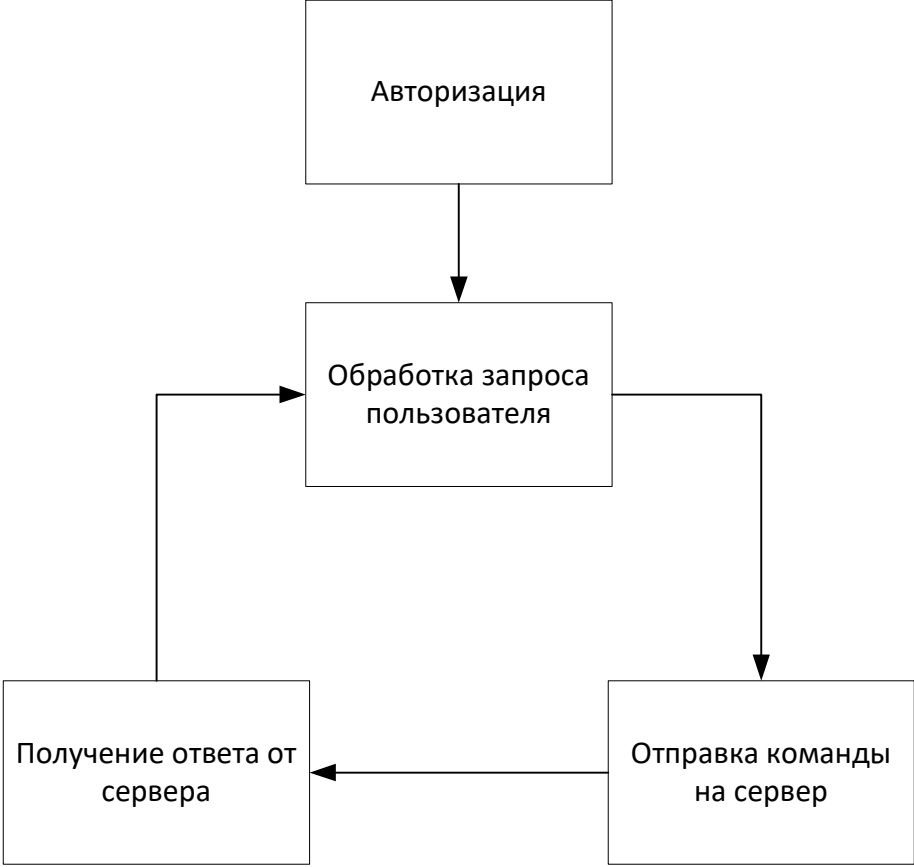 Авторизация
Обработка запроса
пользователя
Получение ответа от
сервера
Отправка команды
на сервер